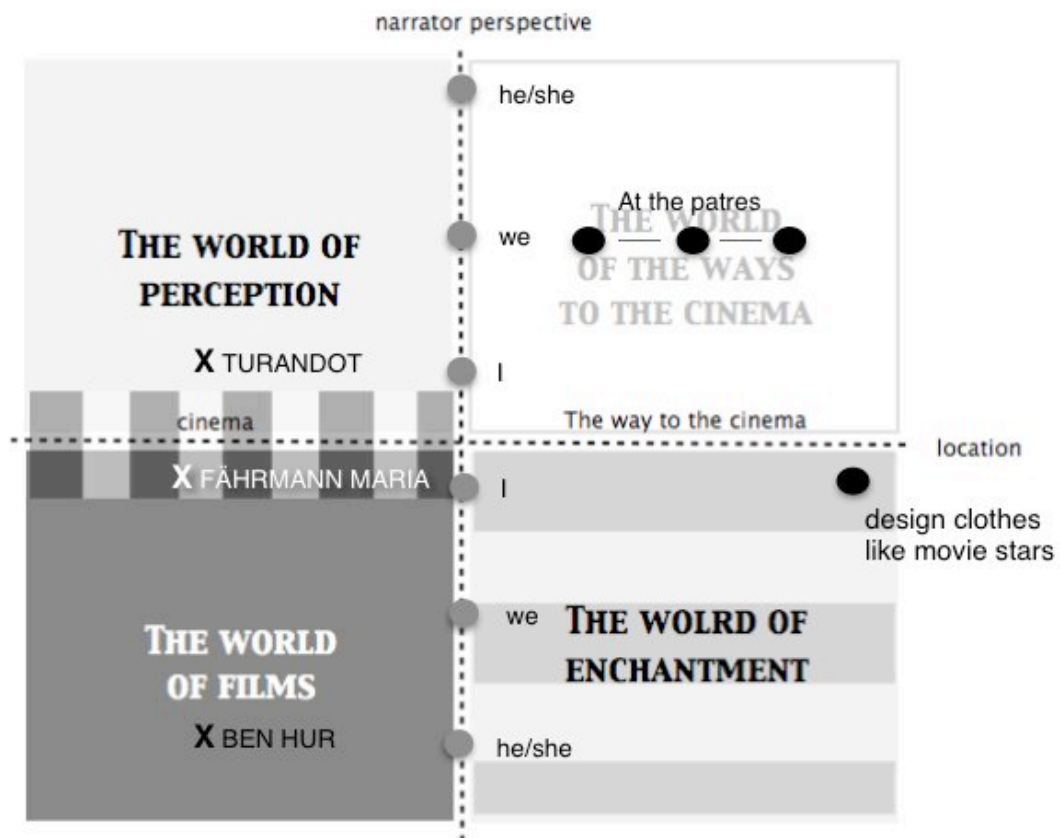 narrator perspective
he/she
At the patres
THE WORLD
OF THE WAYS
TO THE CINEMA
we
THE WORLD OF
PERCEPTION
X TURANDOT
I
cinema
The way to the cinema
location
X FÄHRMANN MARIA
I
design clothes
like movie stars
we
THE WOLRD OF
ENCHANTMENT
THE WORLD
OF FILMS
X BEN HUR
he/she